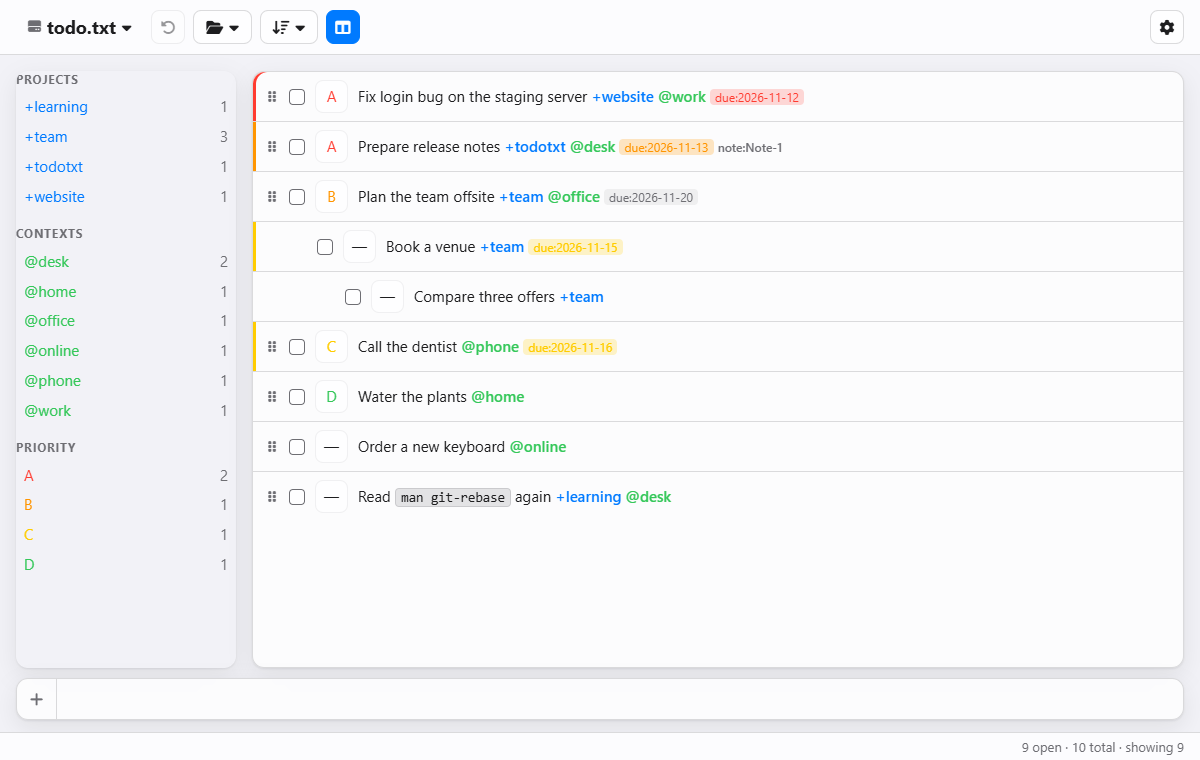 todo.txt
PROJECTS
+learning 1
+team 3
+todotxt 1
+website 1
CONTEXTS
@desk 2
@home 1
@office 1
@online 1
@phone 1
@work 1
PRIORITY
A 2
B 1
C 1
D 1
A Fix login bug on the staging server +website @work due:2026-11-12
A Prepare release notes +todotxt @desk due:2026-11-13 note:Note-1
B Plan the team offsite +team @office due:2026-11-20
— Book a venue +team due:2026-11-15
— Compare three offers +team
C Call the dentist @phone due:2026-11-16
D Water the plants @home
— Order a new keyboard @online
— Read man git-rebase again +learning @desk
+
9 open · 10 total · showing 9